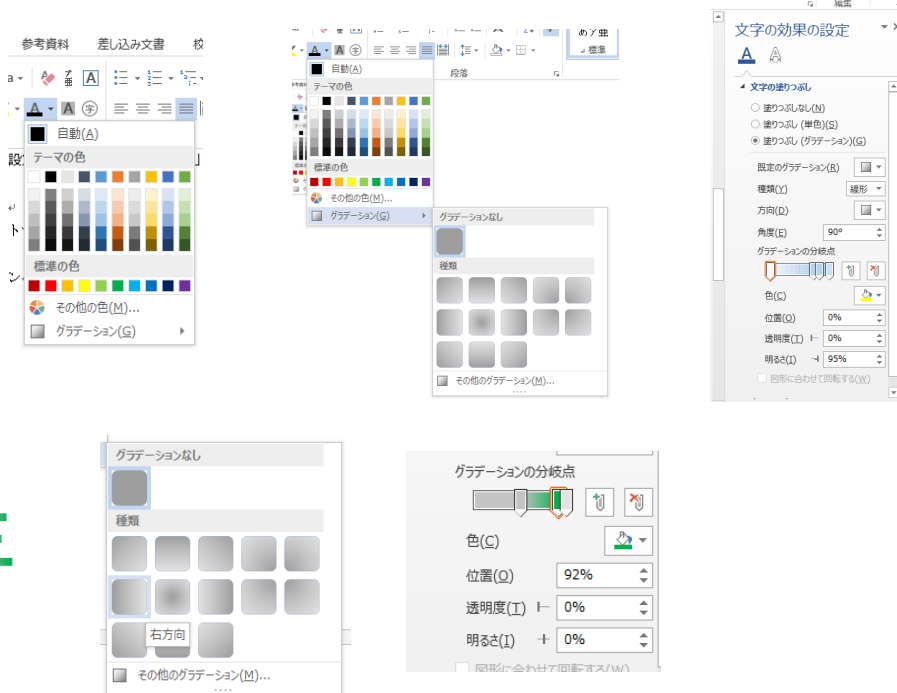 参考資料 差し込み文書 校
自動(A)
テーマの色
標準の色
その他の色(M)...
グラデーション(G)
編集
あア亜
標準
段落
自動(A)
テーマの色
標準の色
その他の色(M)...
グラデーション(G)
グラデーションなし
種類
その他のグラデーション(M)...
文字の効果の設定
文字の塗りつぶし
塗りつぶしなし(N)
塗りつぶし (単色)(S)
塗りつぶし (グラデーション)(G)
既定のグラデーション(R)
種類(Y) 線形
方向(D)
角度(E) 90°
グラデーションの分岐点
色(C)
位置(O) 0%
透明度(T) 0%
明るさ(I) 95%
図形に合わせて回転する(W)
グラデーションなし
種類
右方向
その他のグラデーション(M)...
グラデーションの分岐点
色(C)
位置(O) 92%
透明度(T) 0%
明るさ(I) 0%
図形に合わせて回転する(W)